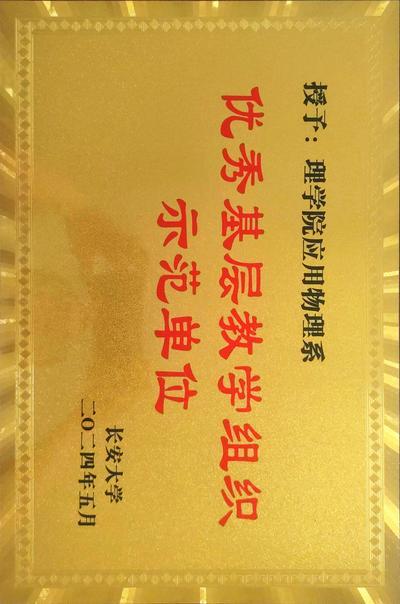 授予：理学院应用物理系
优秀基层教学组织
示范单位
长安大学
二〇二四年五月